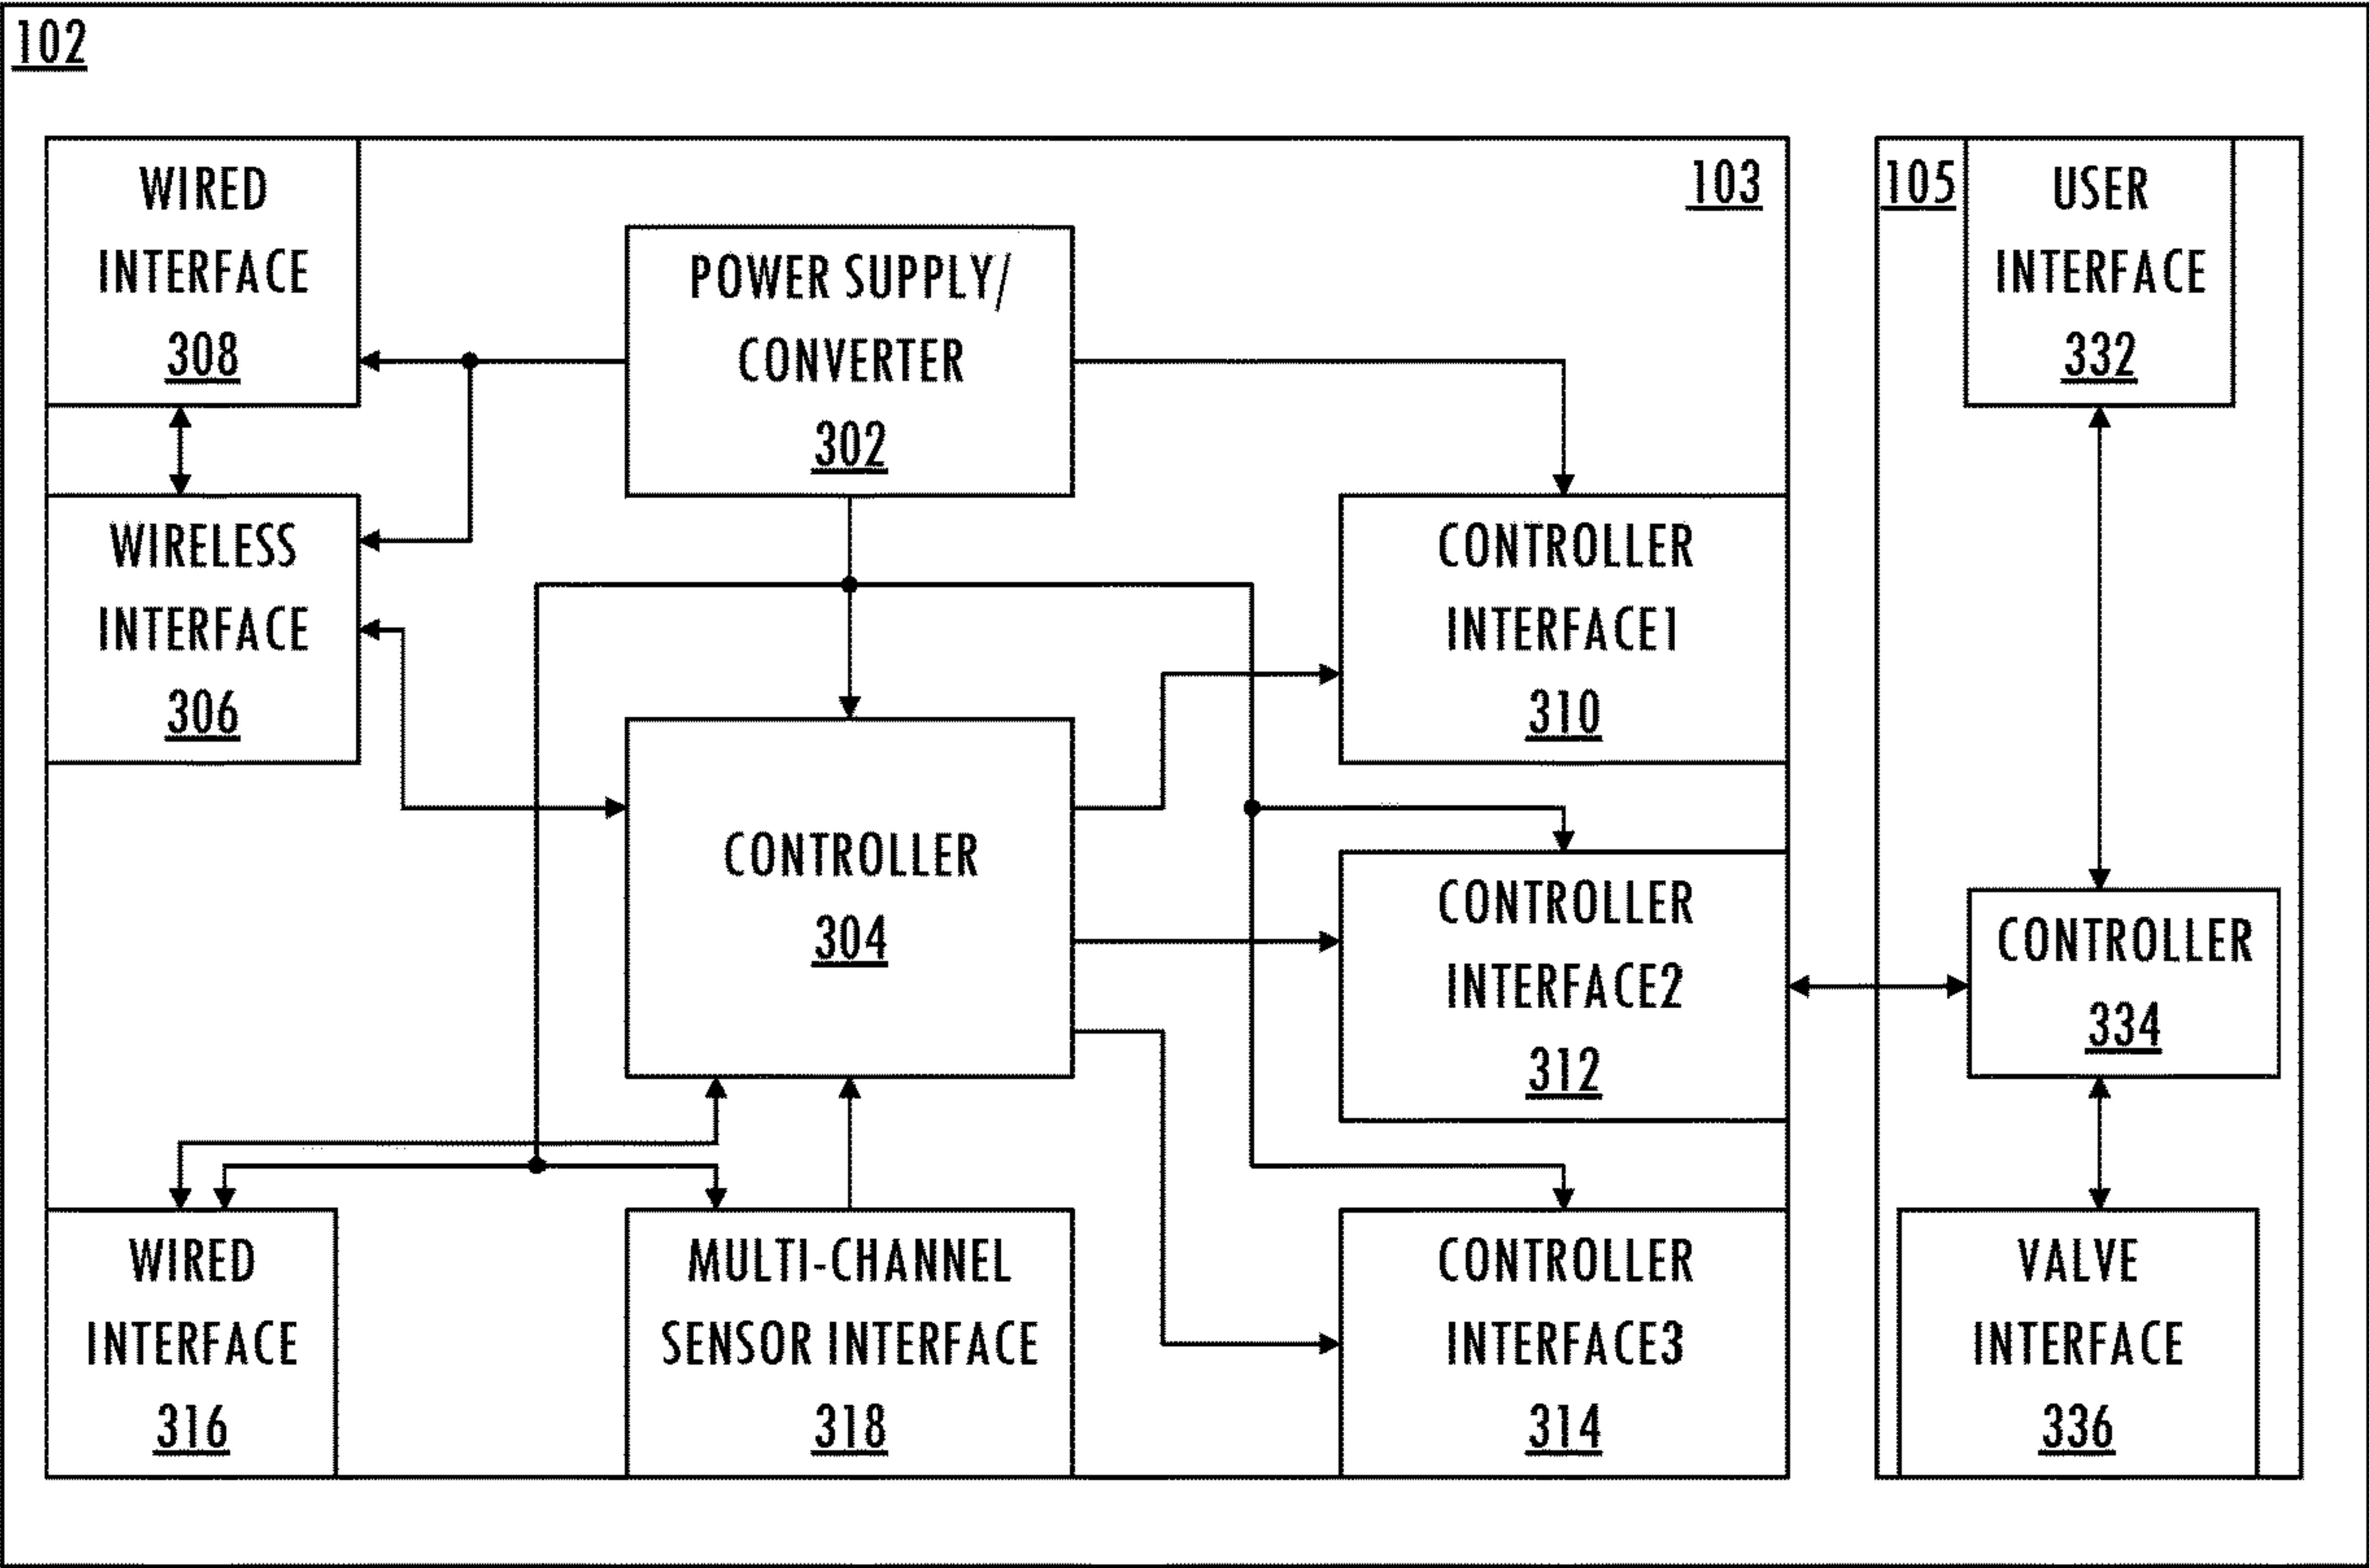 102
103
105
WIRED
INTERFACE
308
POWER SUPPLY/
CONVERTER
302
USER
INTERFACE
332
WIRELESS
INTERFACE
306
CONTROLLER
INTERFACE1
310
CONTROLLER
304
CONTROLLER
INTERFACE2
312
CONTROLLER
334
WIRED
INTERFACE
316
MULTI-CHANNEL
SENSOR INTERFACE
318
CONTROLLER
INTERFACE3
314
VALVE
INTERFACE
336